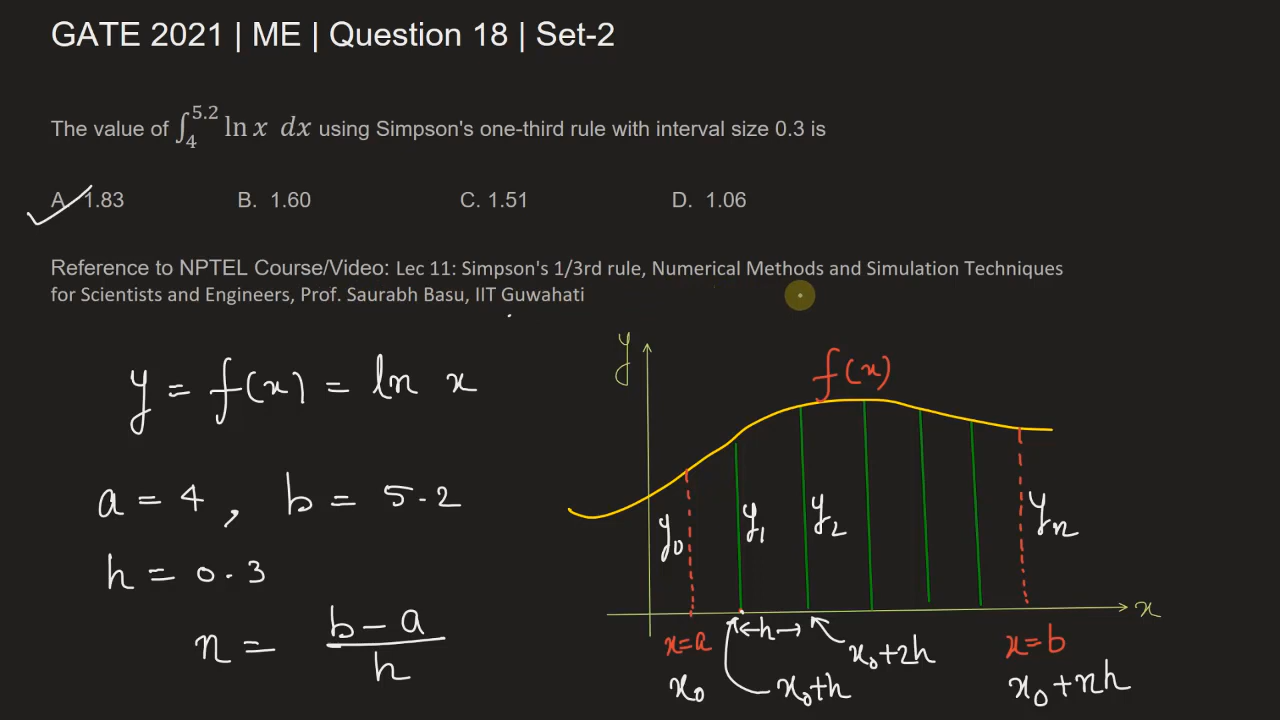 GATE 2021 | ME | Question 18 | Set-2
The value of ∫₄^5.2 ln x dx using Simpson's one-third rule with interval size 0.3 is
A. 1.83 B. 1.60 C. 1.51 D. 1.06
Reference to NPTEL Course/Video: Lec 11: Simpson's 1/3rd rule, Numerical Methods and Simulation Techniques
for Scientists and Engineers, Prof. Saurabh Basu, IIT Guwahati
y = f(x) = ln x
a = 4, b = 5.2
h = 0.3
n = (b - a)/h
y
f(x)
y₀ y₁ y₂ yₙ
x
x=a h x=b
x₀ x₀+h x₀+2h x₀+nh